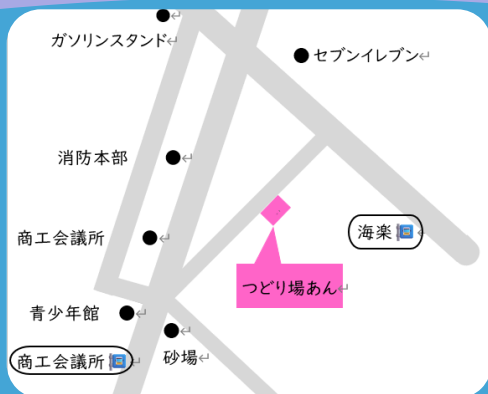 ガソリンスタンド
セブンイレブン
消防本部
商工会議所
海楽
つどり場あん
青少年館
砂場
商工会議所